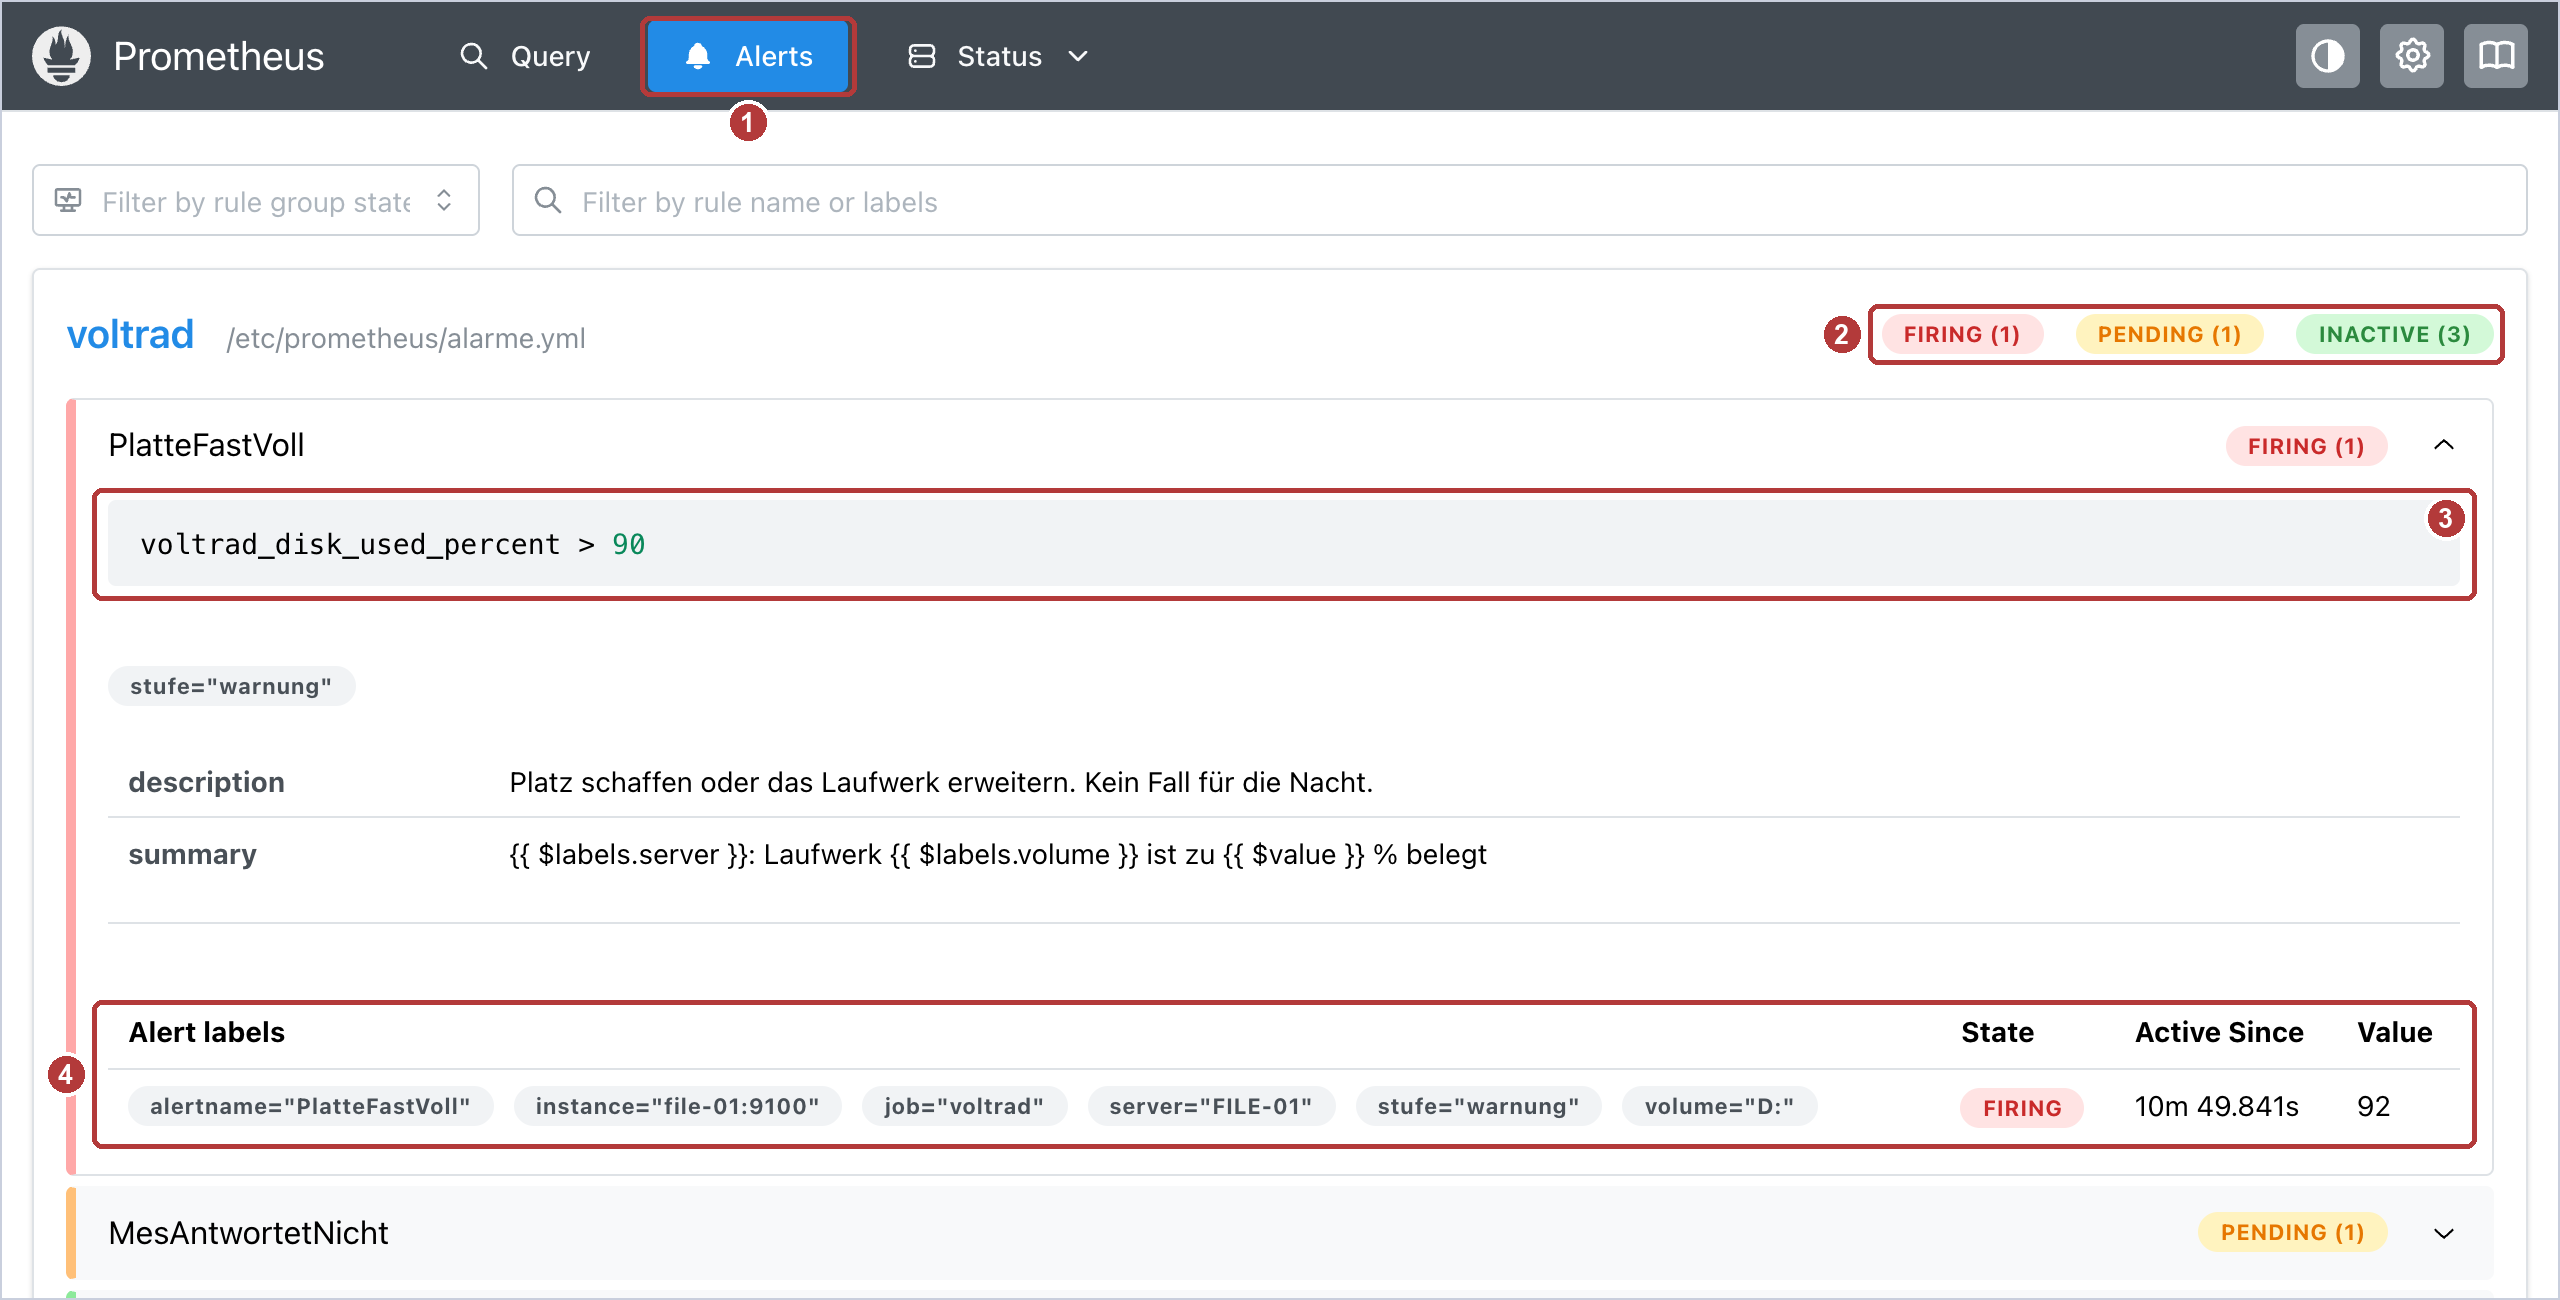 Prometheus Query Alerts Status
1
Filter by rule group state Filter by rule name or labels
voltrad /etc/prometheus/alarme.yml 2 FIRING (1) PENDING (1) INACTIVE (3)
PlatteFastVoll FIRING (1)
3
voltrad_disk_used_percent > 90
stufe="warnung"
description Platz schaffen oder das Laufwerk erweitern. Kein Fall für die Nacht.
summary {{ $labels.server }}: Laufwerk {{ $labels.volume }} ist zu {{ $value }} % belegt
Alert labels State Active Since Value
4
alertname="PlatteFastVoll" instance="file-01:9100" job="voltrad" server="FILE-01" stufe="warnung" volume="D:" FIRING 10m 49.841s 92
MesAntwortetNicht PENDING (1)